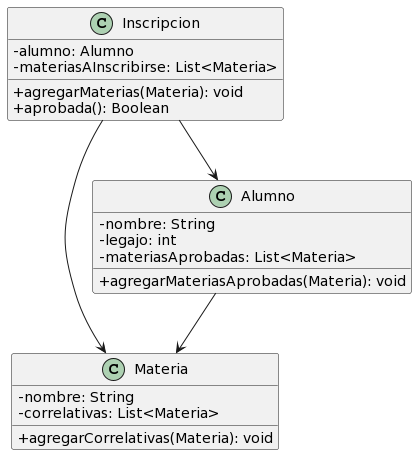 C Inscripcion
-alumno: Alumno
-materiasAInscribirse: List<Materia>
+agregarMaterias(Materia): void
+aprobada(): Boolean
C Alumno
-nombre: String
-legajo: int
-materiasAprobadas: List<Materia>
+agregarMateriasAprobadas(Materia): void
C Materia
-nombre: String
-correlativas: List<Materia>
+agregarCorrelativas(Materia): void